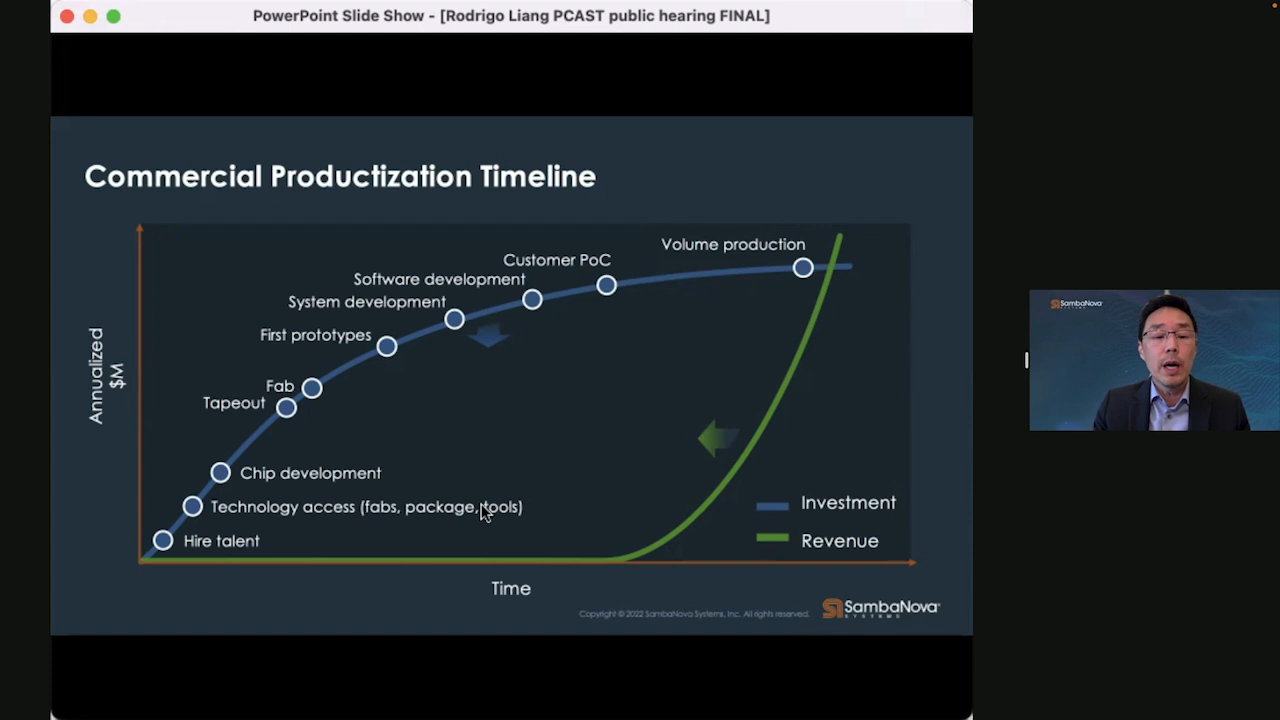 PowerPoint Slide Show - [Rodrigo Liang PCAST public hearing FINAL]
Commercial Productization Timeline
Annualized
$M
Volume production
Customer PoC
Software development
System development
First prototypes
Fab
Tapeout
Chip development
Technology access (fabs, package, tools)
Hire talent
Investment
Revenue
Time
Copyright © 2022 SambaNova Systems, Inc. All rights reserved.
SambaNova
SYSTEMS
SambaNova
SYSTEMS